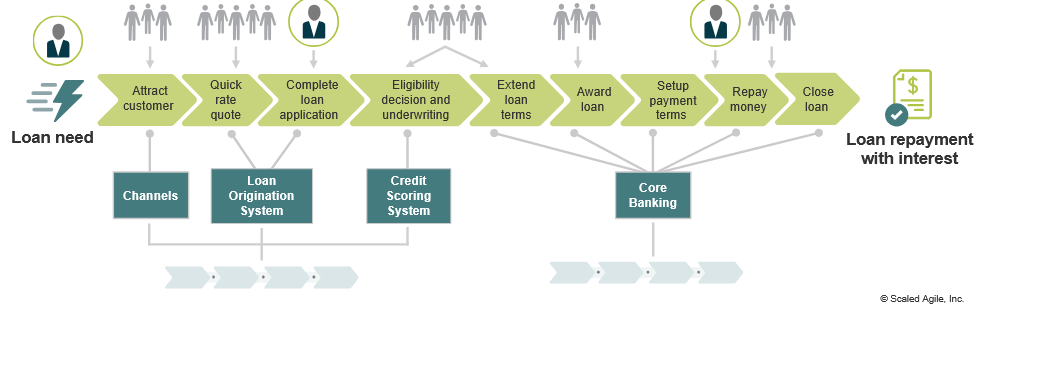 Loan need
Attract
customer
Quick
rate
quote
Complete
loan
application
Eligibility
decision and
underwriting
Extend
loan
terms
Award
loan
Setup
payment
terms
Repay
money
Close
loan
$
Loan repayment
with interest
Channels
Loan
Origination
System
Credit
Scoring
System
Core
Banking
© Scaled Agile, Inc.